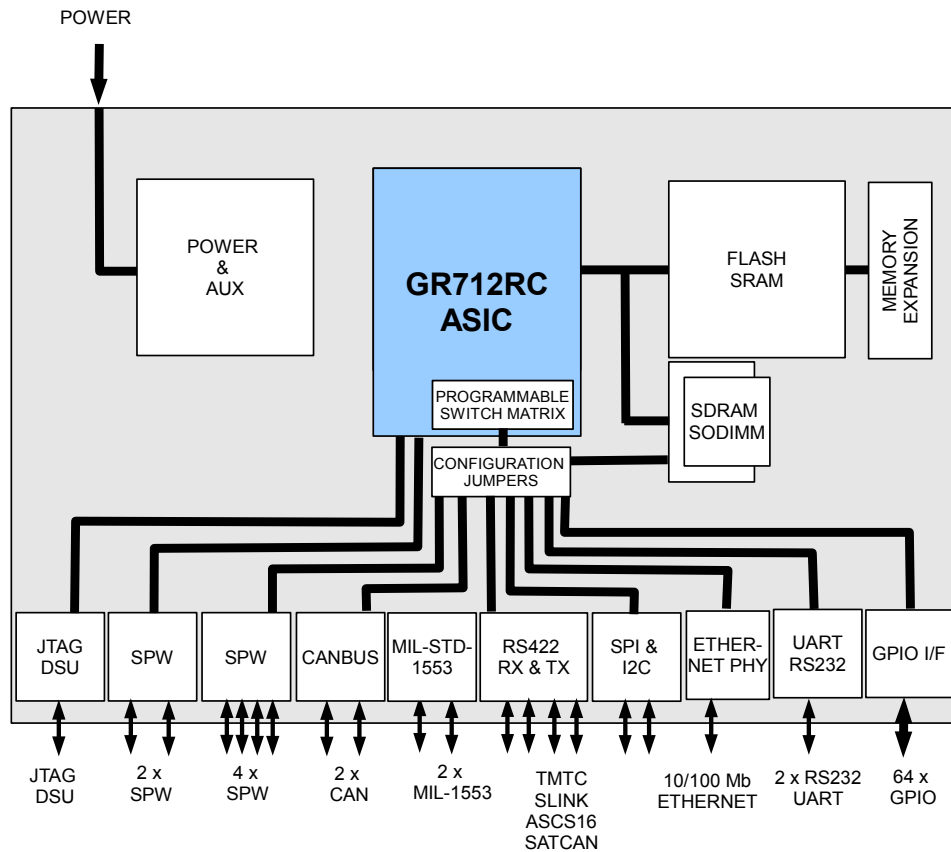 POWER
POWER
&
AUX
GR712RC
ASIC
FLASH
SRAM
MEMORY
EXPANSION
PROGRAMMABLE
SWITCH MATRIX
SDRAM
SODIMM
CONFIGURATION
JUMPERS
JTAG
DSU
SPW
SPW
CANBUS
MIL-STD-
1553
RS422
RX & TX
SPI &
I2C
ETHER-
NET PHY
UART
RS232
GPIO I/F
JTAG
DSU
2 x
SPW
4 x
SPW
2 x
CAN
2 x
MIL-1553
TMTC
SLINK
ASCS16
SATCAN
10/100 Mb
ETHERNET
2 x RS232
UART
64 x
GPIO